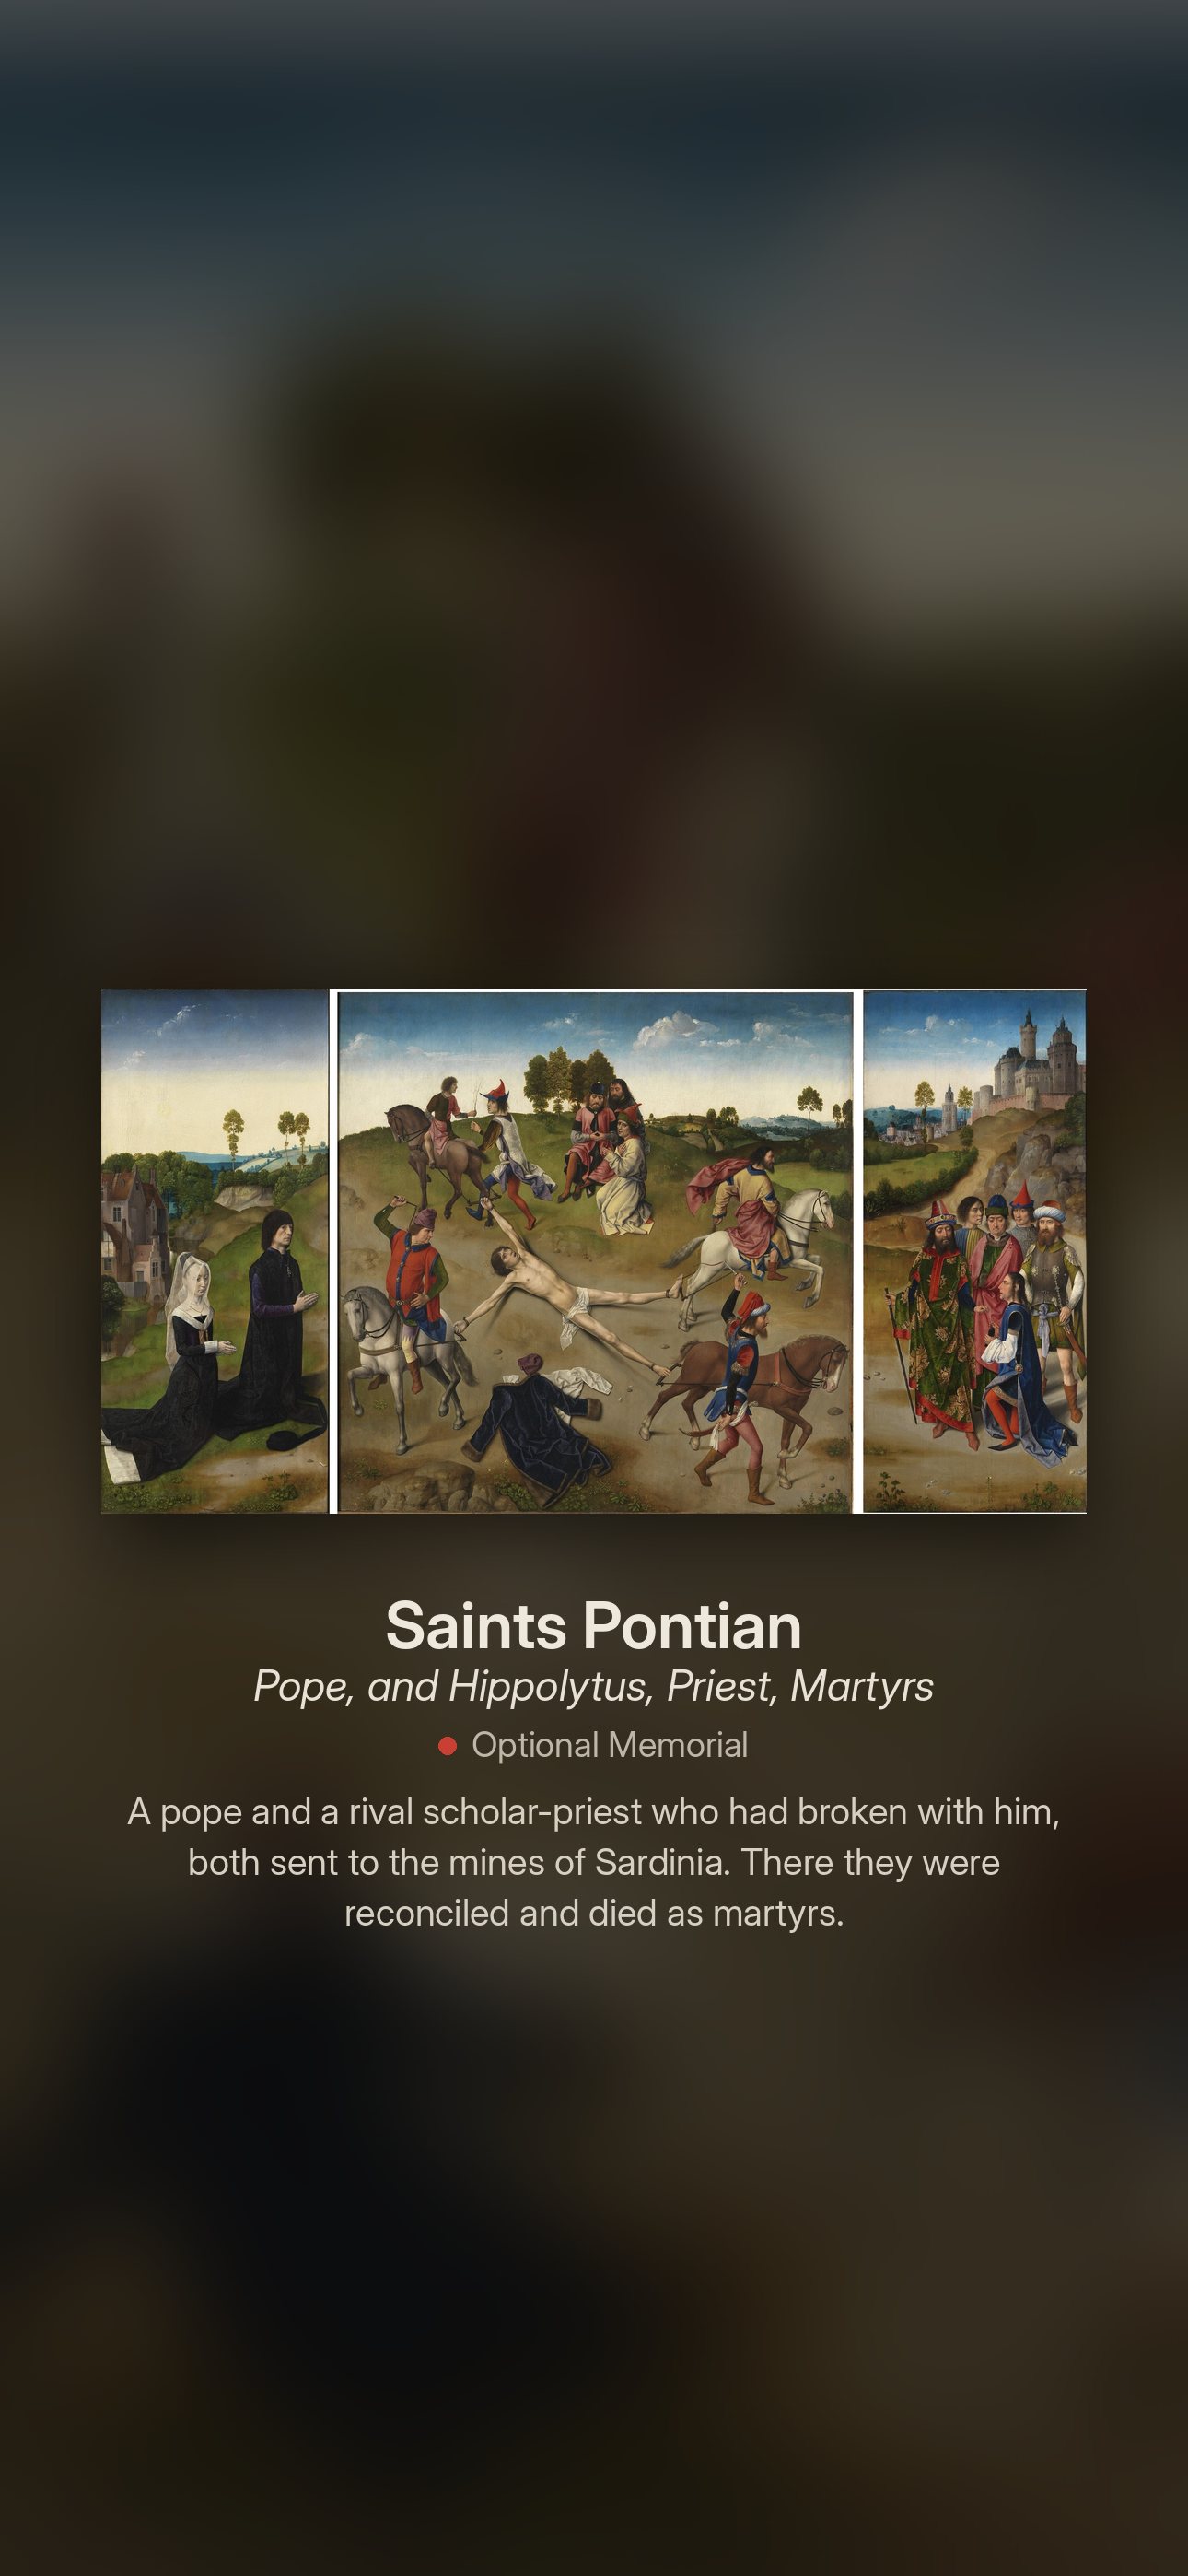 Saints Pontian
Pope, and Hippolytus, Priest, Martyrs
Optional Memorial
A pope and a rival scholar-priest who had broken with him,
both sent to the mines of Sardinia. There they were
reconciled and died as martyrs.